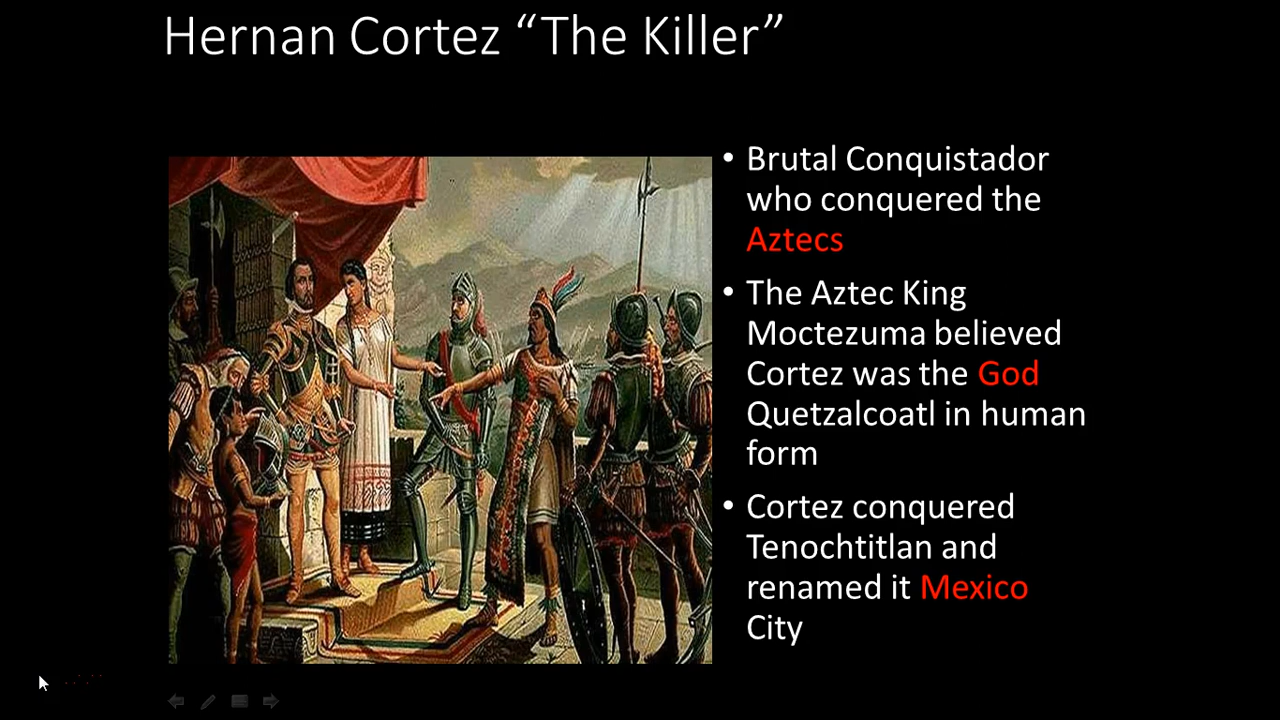 Hernan Cortez “The Killer”
• Brutal Conquistador
who conquered the
Aztecs
• The Aztec King
Moctezuma believed
Cortez was the God
Quetzalcoatl in human
form
• Cortez conquered
Tenochtitlan and
renamed it Mexico
City